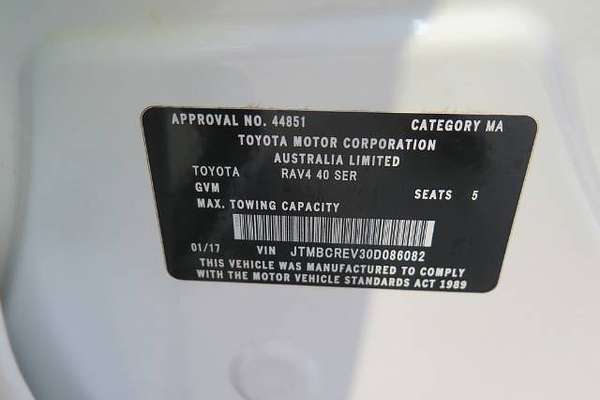 APPROVAL NO. 44851 CATEGORY MA
TOYOTA MOTOR CORPORATION
AUSTRALIA LIMITED
TOYOTA RAV4 40 SER
GVM SEATS 5
MAX. TOWING CAPACITY
01/17 VIN JTMBCREV30D086082
THIS VEHICLE WAS MANUFACTURED TO COMPLY
WITH THE MOTOR VEHICLE STANDARDS ACT 1989